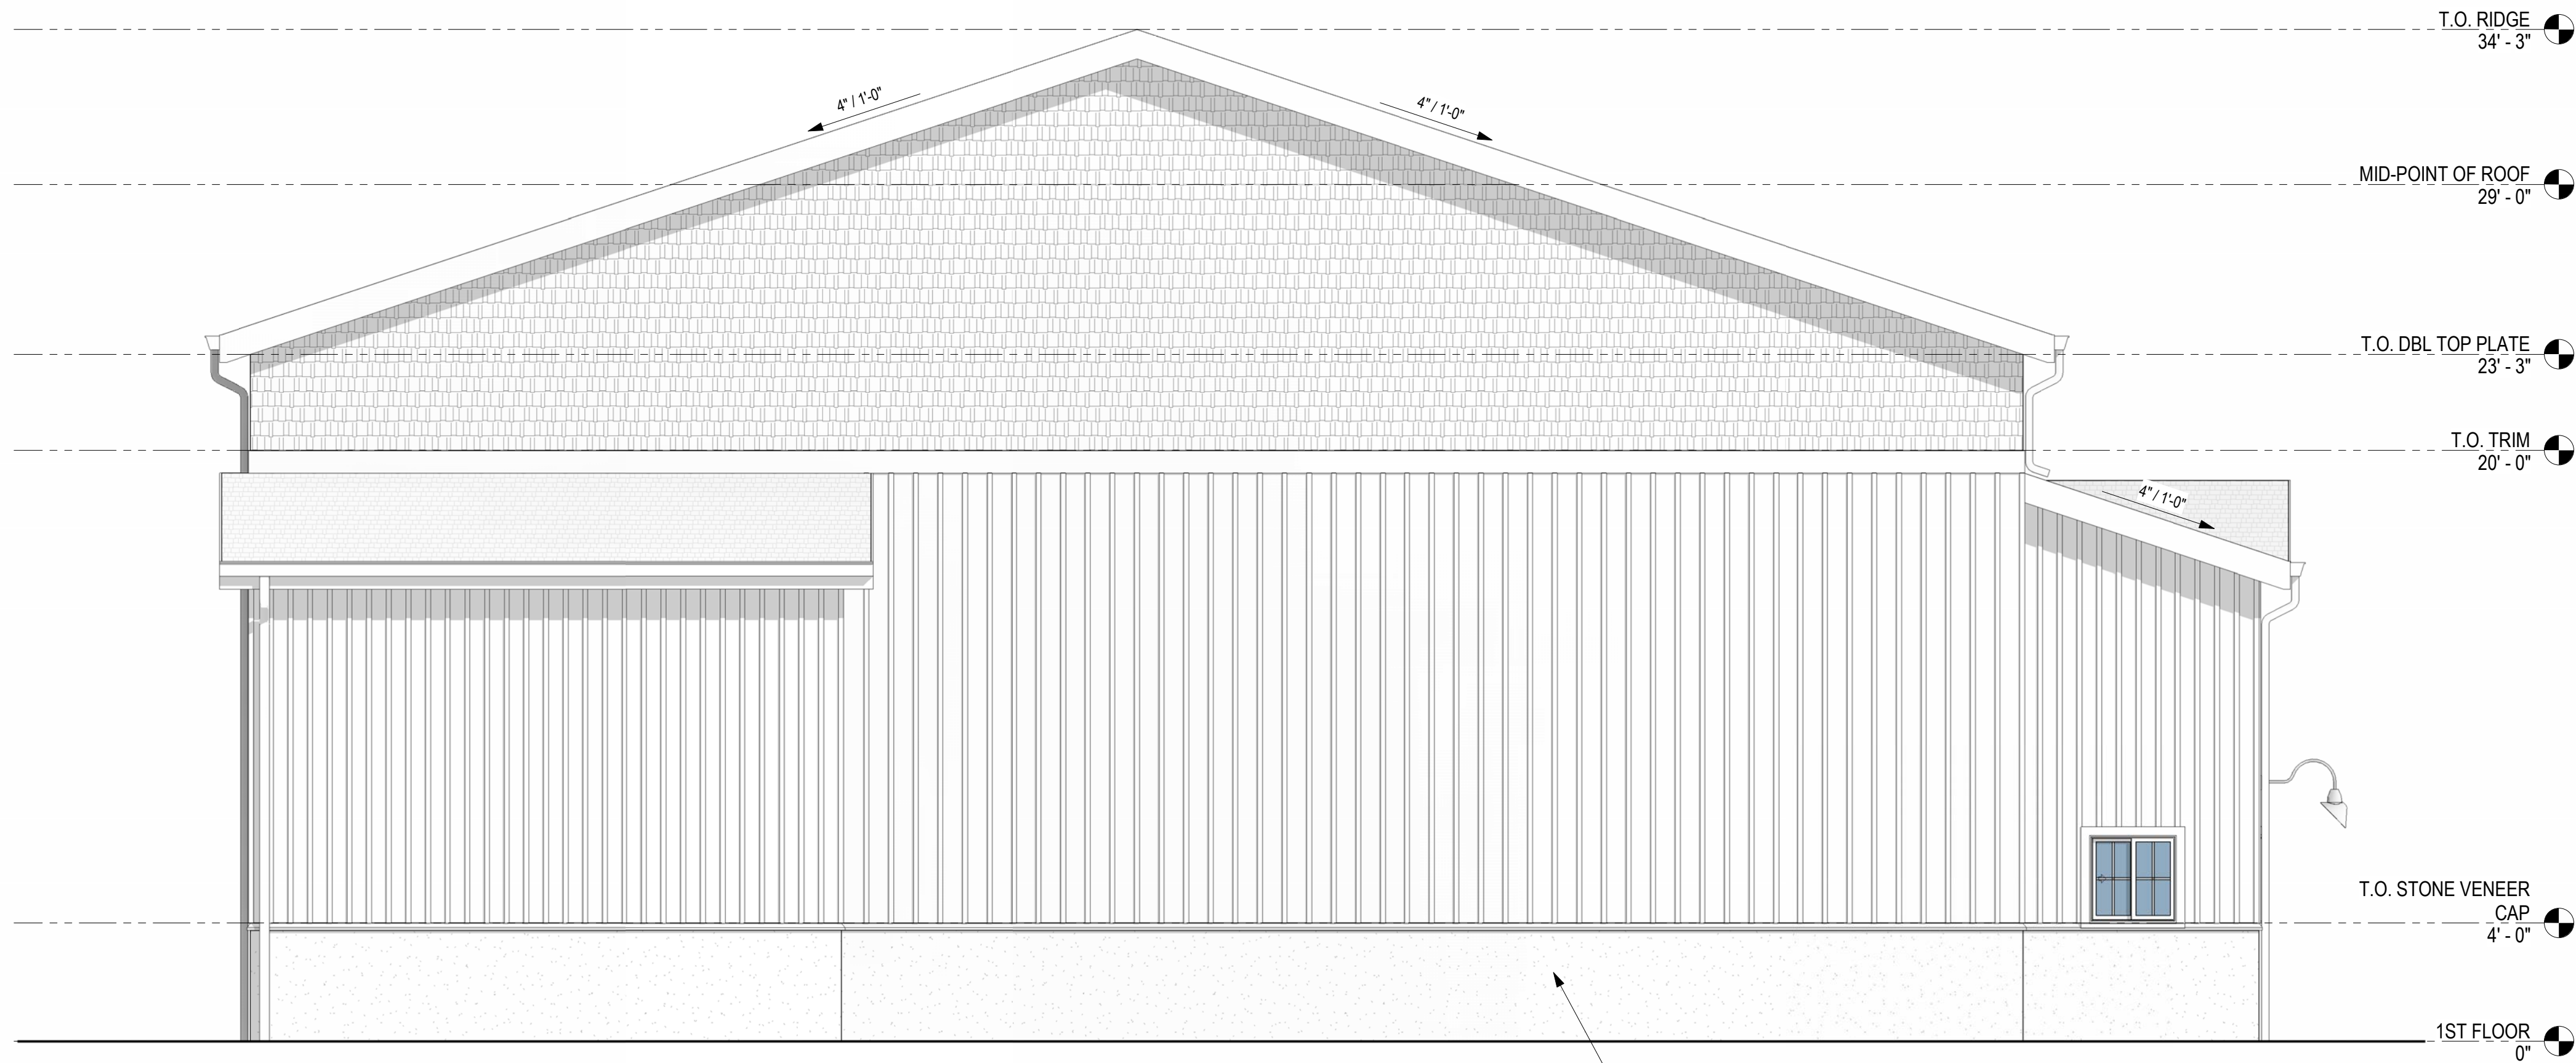 T.O. RIDGE
34' - 3"
4" / 1'-0"
4" / 1'-0"
MID-POINT OF ROOF
29' - 0"
T.O. DBL TOP PLATE
23' - 3"
T.O. TRIM
20' - 0"
4" / 1'-0"
T.O. STONE VENEER
CAP
4' - 0"
1ST FLOOR
0"